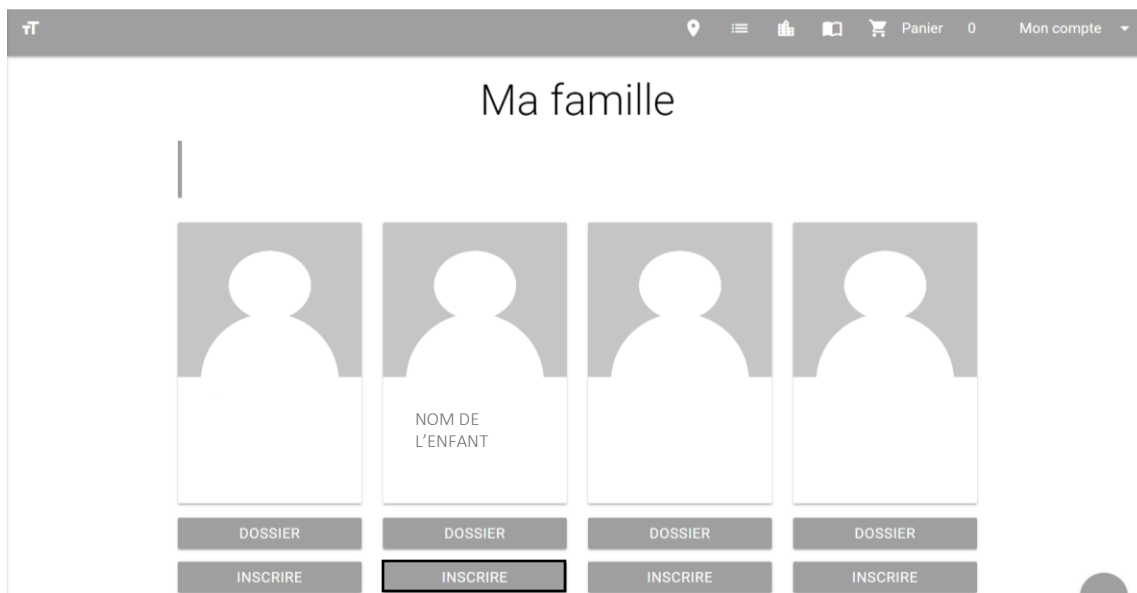 Panier 0 Mon compte
Ma famille
NOM DE
L’ENFANT
DOSSIER DOSSIER DOSSIER DOSSIER
INSCRIRE INSCRIRE INSCRIRE INSCRIRE